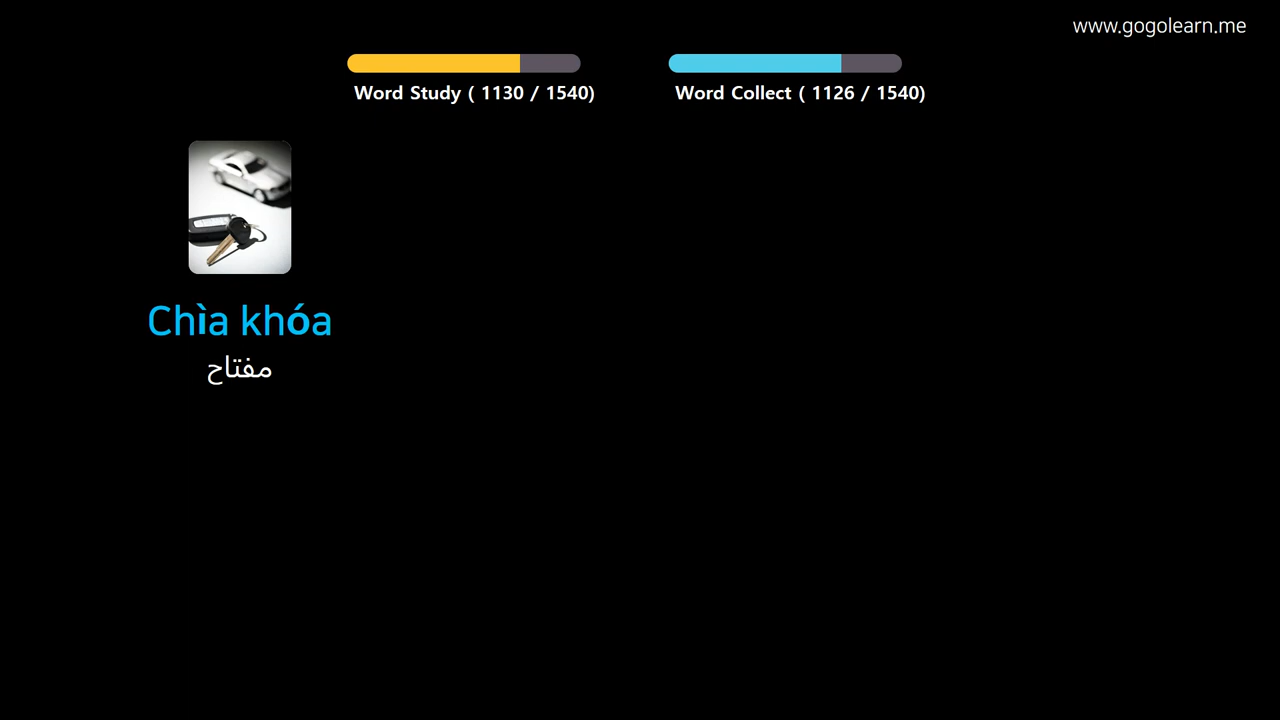 www.gogolearn.me
Word Study ( 1130 / 1540)
Word Collect ( 1126 / 1540)
Chìa khóa
مفتاح